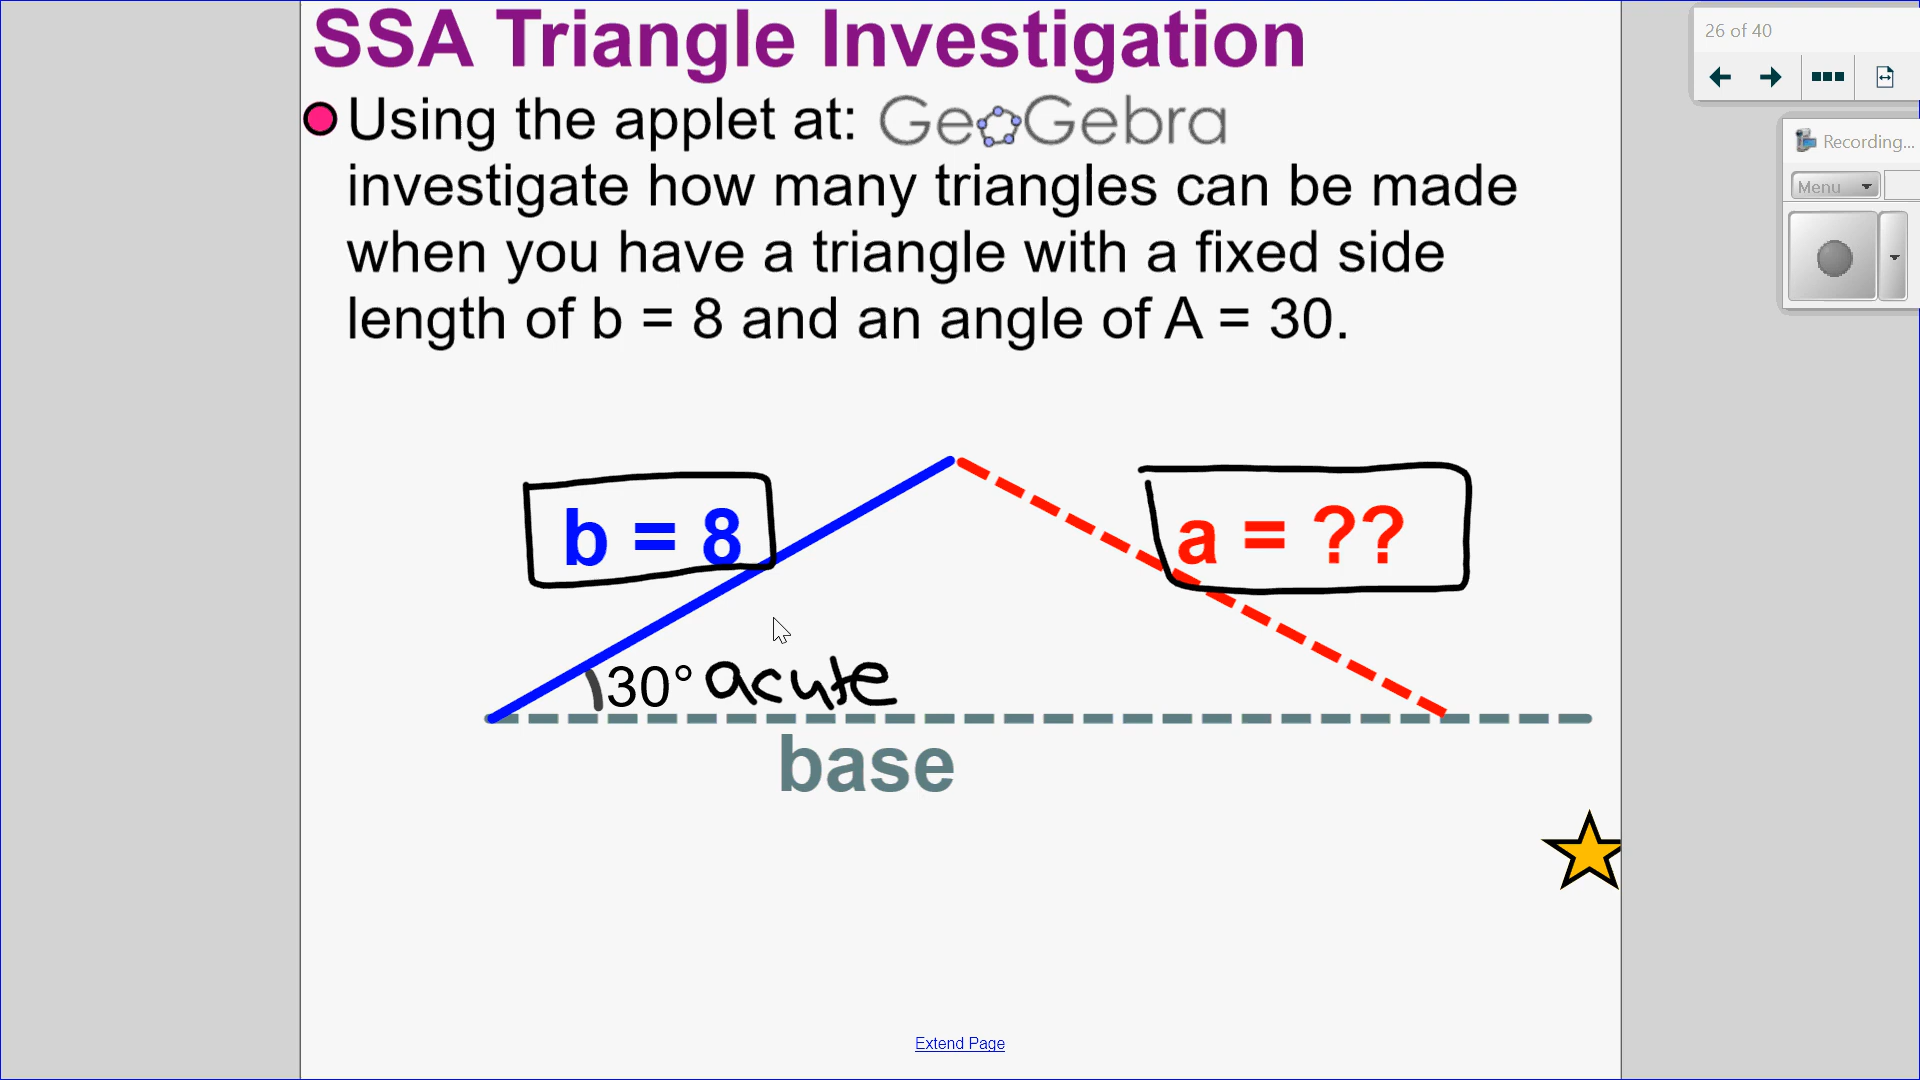 SSA Triangle Investigation
Using the applet at: GeoGebra
investigate how many triangles can be made
when you have a triangle with a fixed side
length of b = 8 and an angle of A = 30.
b = 8
a = ??
30° acute
base
Extend Page
26 of 40
Recording...
Menu